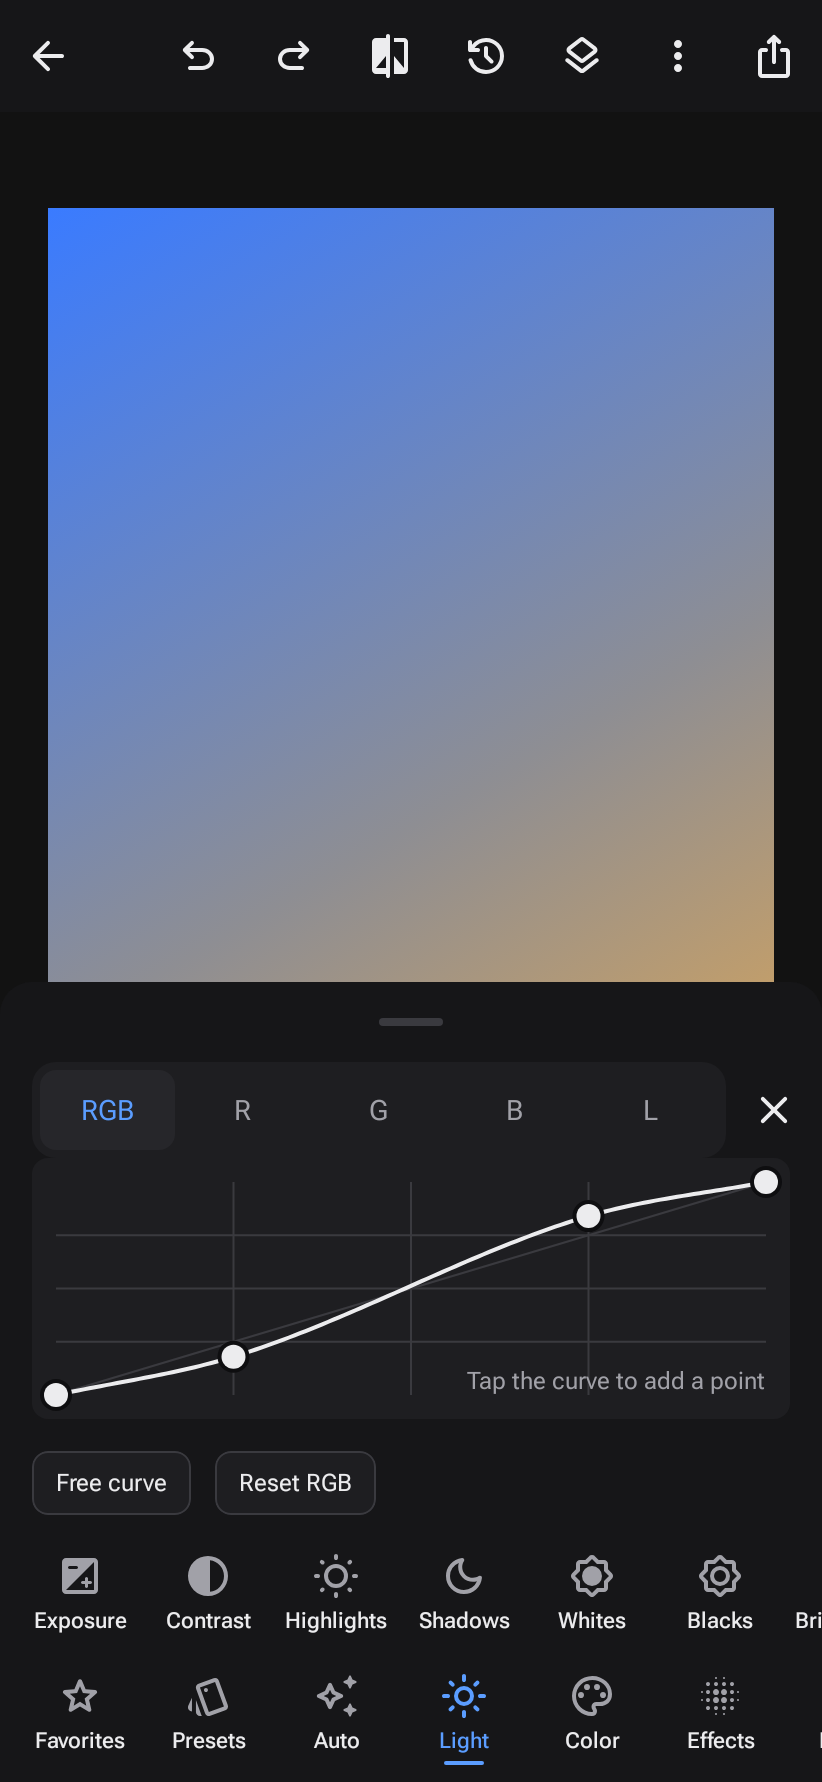 RGB R G B L
Tap the curve to add a point
Free curve Reset RGB
Exposure Contrast Highlights Shadows Whites Blacks Bri
Favorites Presets Auto Light Color Effects